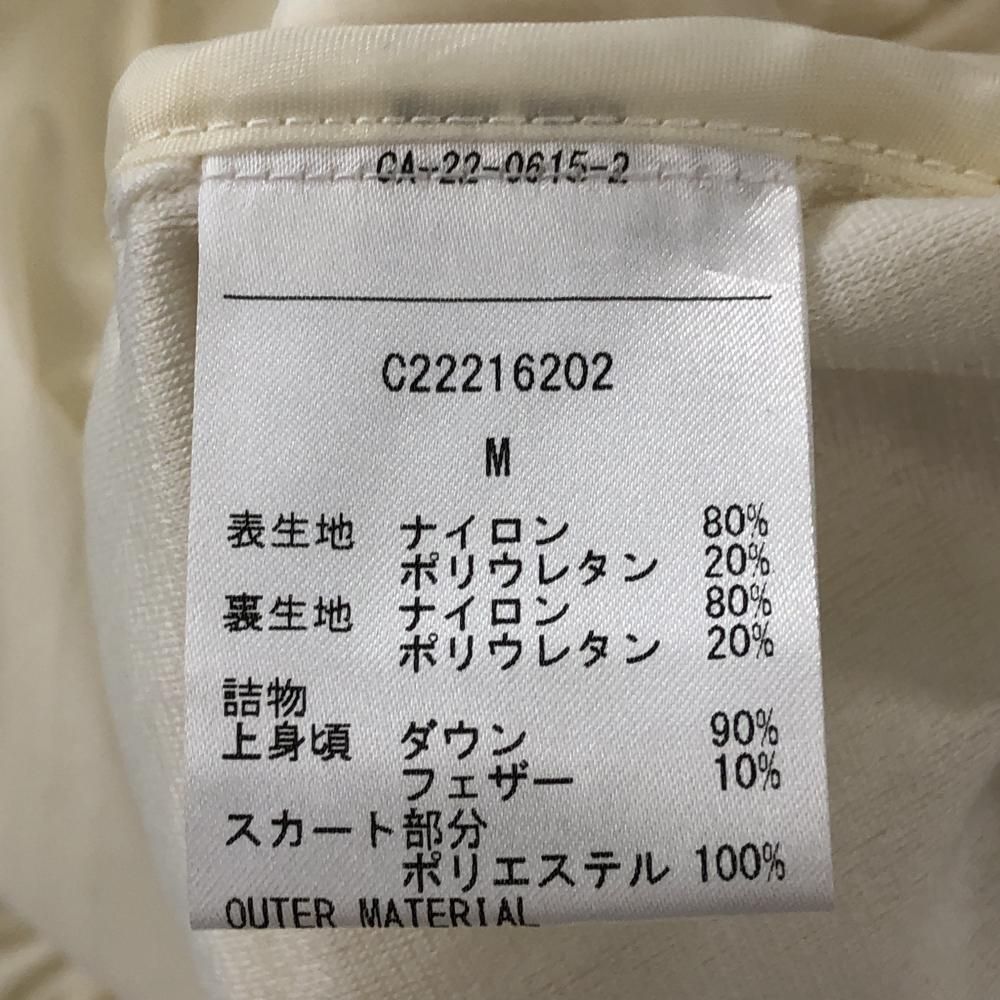 CA-22-0615-2
C22216202
M
表生地 ナイロン 80%
ポリウレタン 20%
裏生地 ナイロン 80%
ポリウレタン 20%
詰物
上身頃 ダウン 90%
フェザー 10%
スカート部分
ポリエステル 100%
OUTER MATERIAL